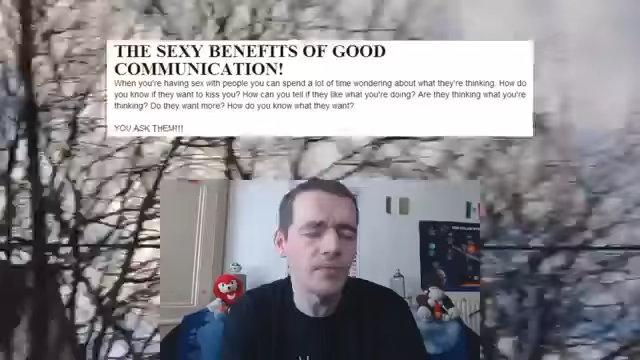 THE SEXY BENEFITS OF GOOD
COMMUNICATION!
When you're having sex with people you can spend a lot of time wondering about what they're thinking. How do
you know if they want to kiss you? How can you tell if they like what you're doing? Are they thinking what you're
thinking? Do they want more? How do you know what they want?
YOU ASK THEM!!!